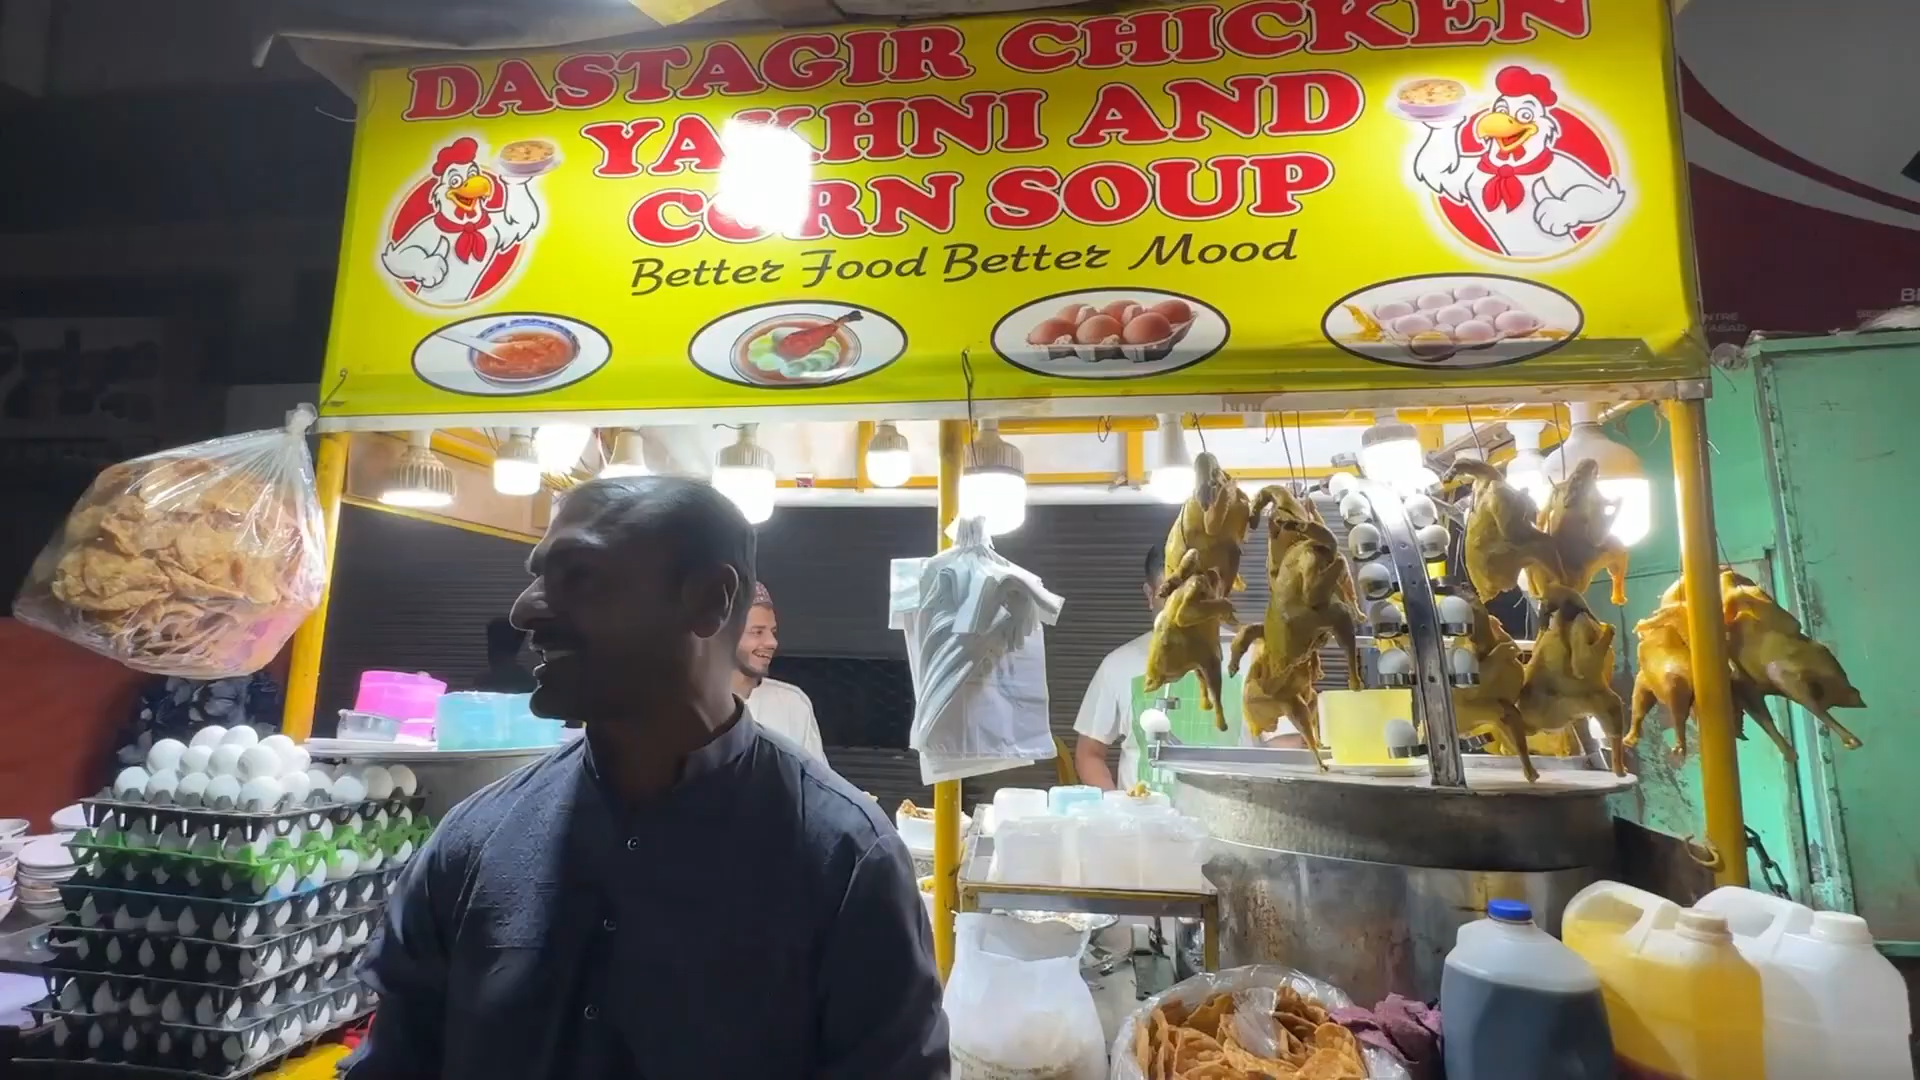 DASTAGIR CHICKEN
YAKHNI AND
CORN SOUP
Better Food Better Mood